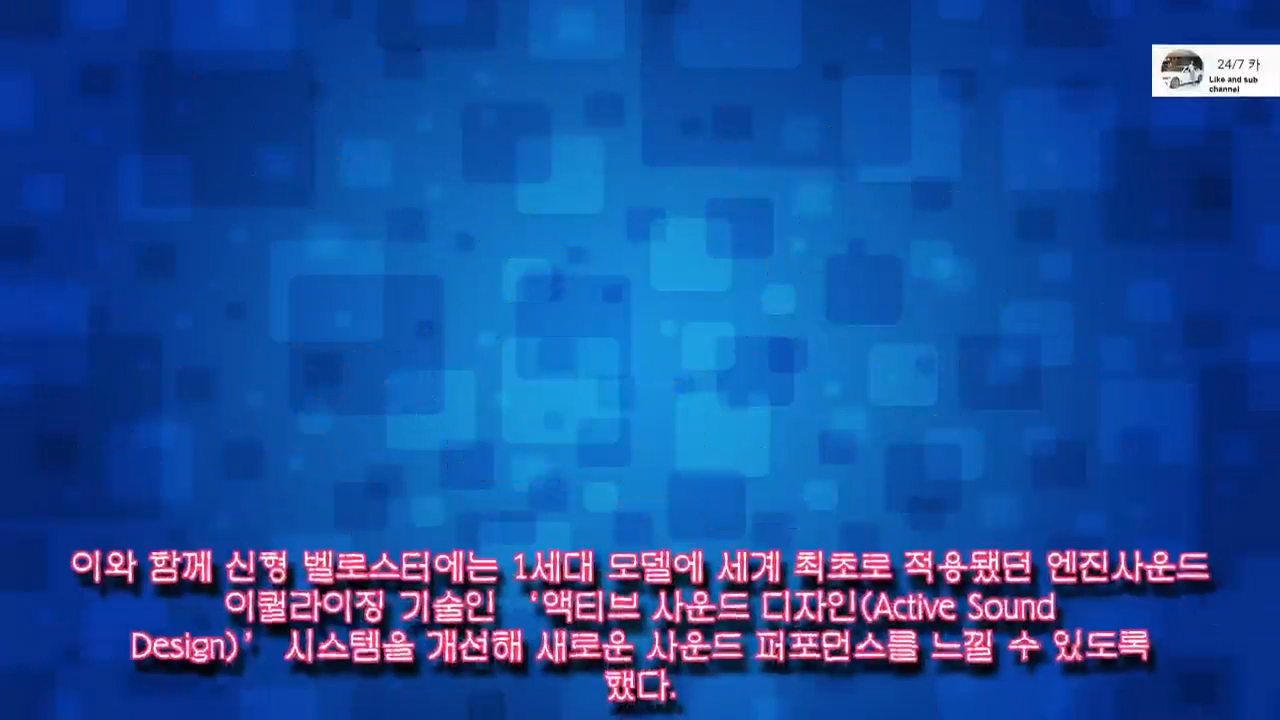 24/7 카
Like and sub
channel
이와 함께 신형 벨로스터에는 1세대 모델에 세계 최초로 적용됐던 엔진사운드
이퀄라이징 기술인 ‘액티브 사운드 디자인(Active Sound
Design)’ 시스템을 개선해 새로운 사운드 퍼포먼스를 느낄 수 있도록
했다.